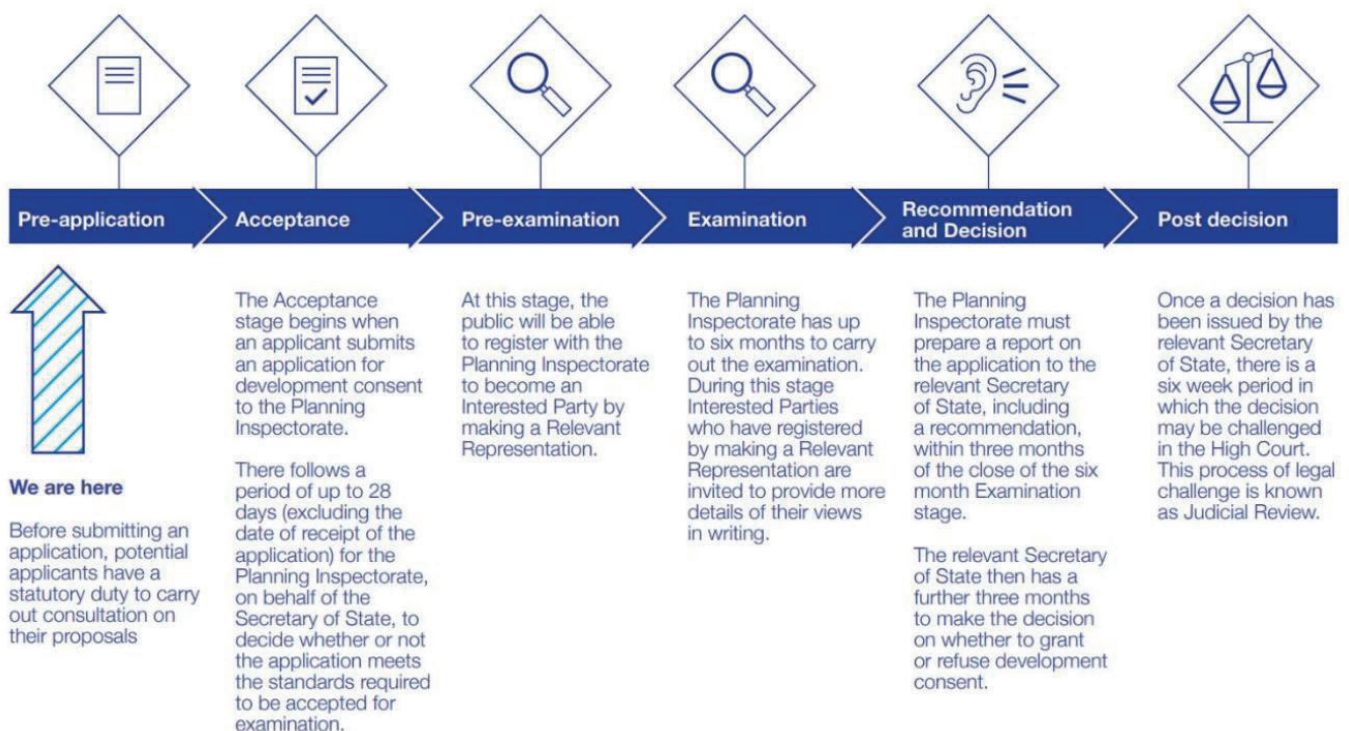 Pre-application
Acceptance
Pre-examination
Examination
Recommendation
and Decision
Post decision
We are here
Before submitting an
application, potential
applicants have a
statutory duty to carry
out consultation on
their proposals
The Acceptance
stage begins when
an applicant submits
an application for
development consent
to the Planning
Inspectorate.
There follows a
period of up to 28
days (excluding the
date of receipt of the
application) for the
Planning Inspectorate,
on behalf of the
Secretary of State, to
decide whether or not
the application meets
the standards required
to be accepted for
examination.
At this stage, the
public will be able
to register with the
Planning Inspectorate
to become an
Interested Party by
making a Relevant
Representation.
The Planning
Inspectorate has up
to six months to carry
out the examination.
During this stage
Interested Parties
who have registered
by making a Relevant
Representation are
invited to provide more
details of their views
in writing.
The Planning
Inspectorate must
prepare a report on
the application to the
relevant Secretary
of State, including
a recommendation,
within three months
of the close of the six
month Examination
stage.
The relevant Secretary
of State then has a
further three months
to make the decision
on whether to grant
or refuse development
consent.
Once a decision has
been issued by the
relevant Secretary
of State, there is a
six week period in
which the decision
may be challenged
in the High Court.
This process of legal
challenge is known
as Judicial Review.